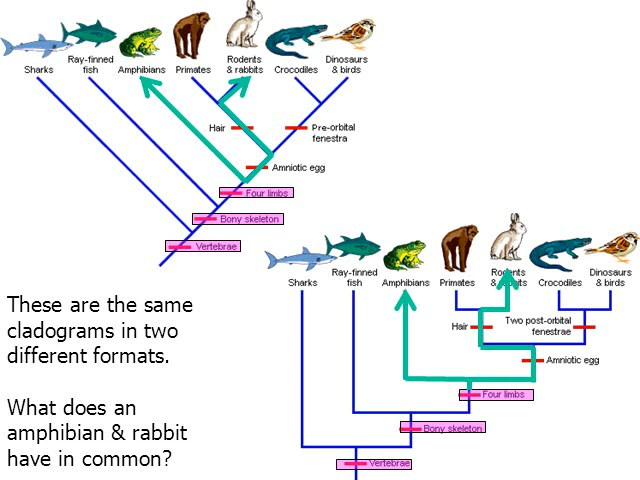 Sharks
Ray-finned
fish
Amphibians
Primates
Rodents
& rabbits
Crocodiles
Dinosaurs
& birds
Hair
Pre-orbital
fenestra
Amniotic egg
Four limbs
Bony skeleton
Vertebrae
Sharks
Ray-finned
fish
Amphibians
Primates
Rodents
& rabbits
Crocodiles
Dinosaurs
& birds
Hair
Two post-orbital
fenestrae
Amniotic egg
Four limbs
Bony skeleton
Vertebrae
These are the same
cladograms in two
different formats.
What does an
amphibian & rabbit
have in common?